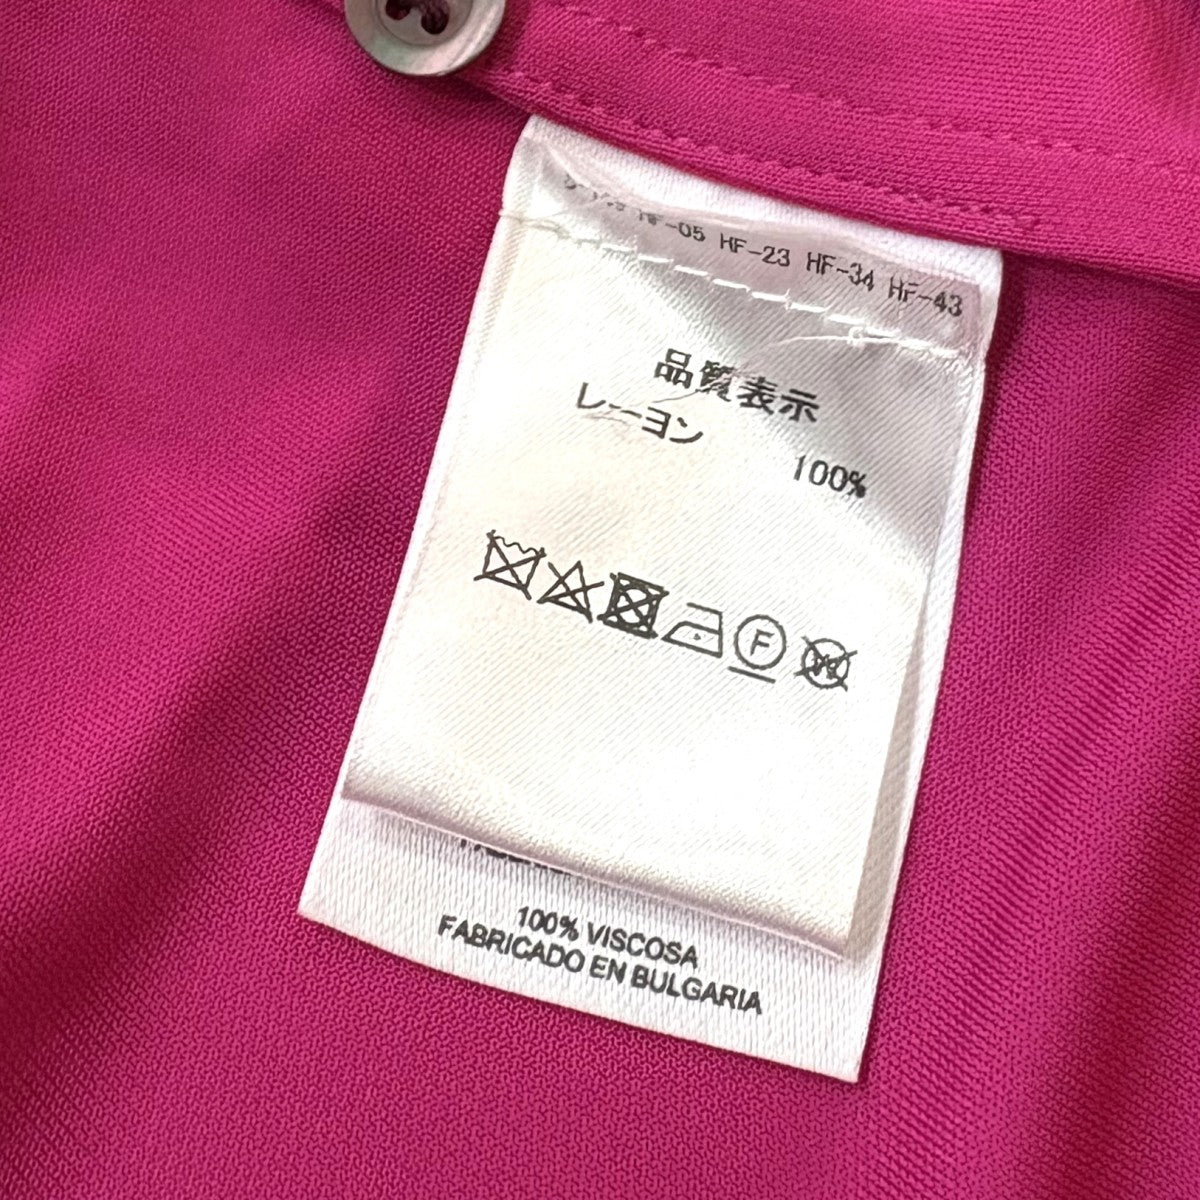 HF-05 HF-23 HF-34 HF-43
品質表示
レーヨン
100%
F
100% VISCOSA
FABRICADO EN BULGARIA